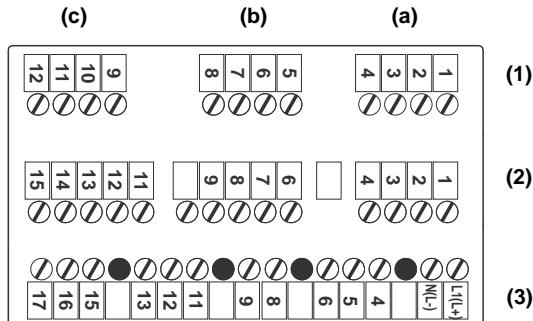 (c) (b) (a)
12 11 10 9 8 7 6 5 4 3 2 1 (1)
15 14 13 12 11 9 8 7 6 4 3 2 1 (2)
17 16 15 13 12 11 9 8 6 5 4 N(L-) L1(L+) (3)